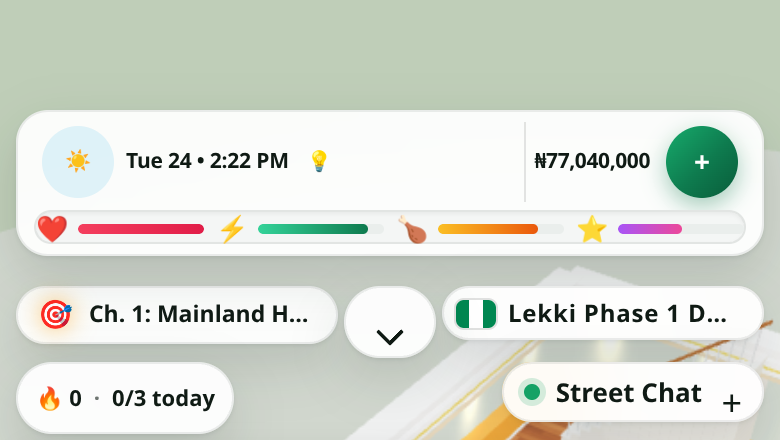 Tue 24 • 2:22 PM
₦77,040,000
+
Ch. 1: Mainland H...
Lekki Phase 1 D...
0 · 0/3 today
Street Chat
+